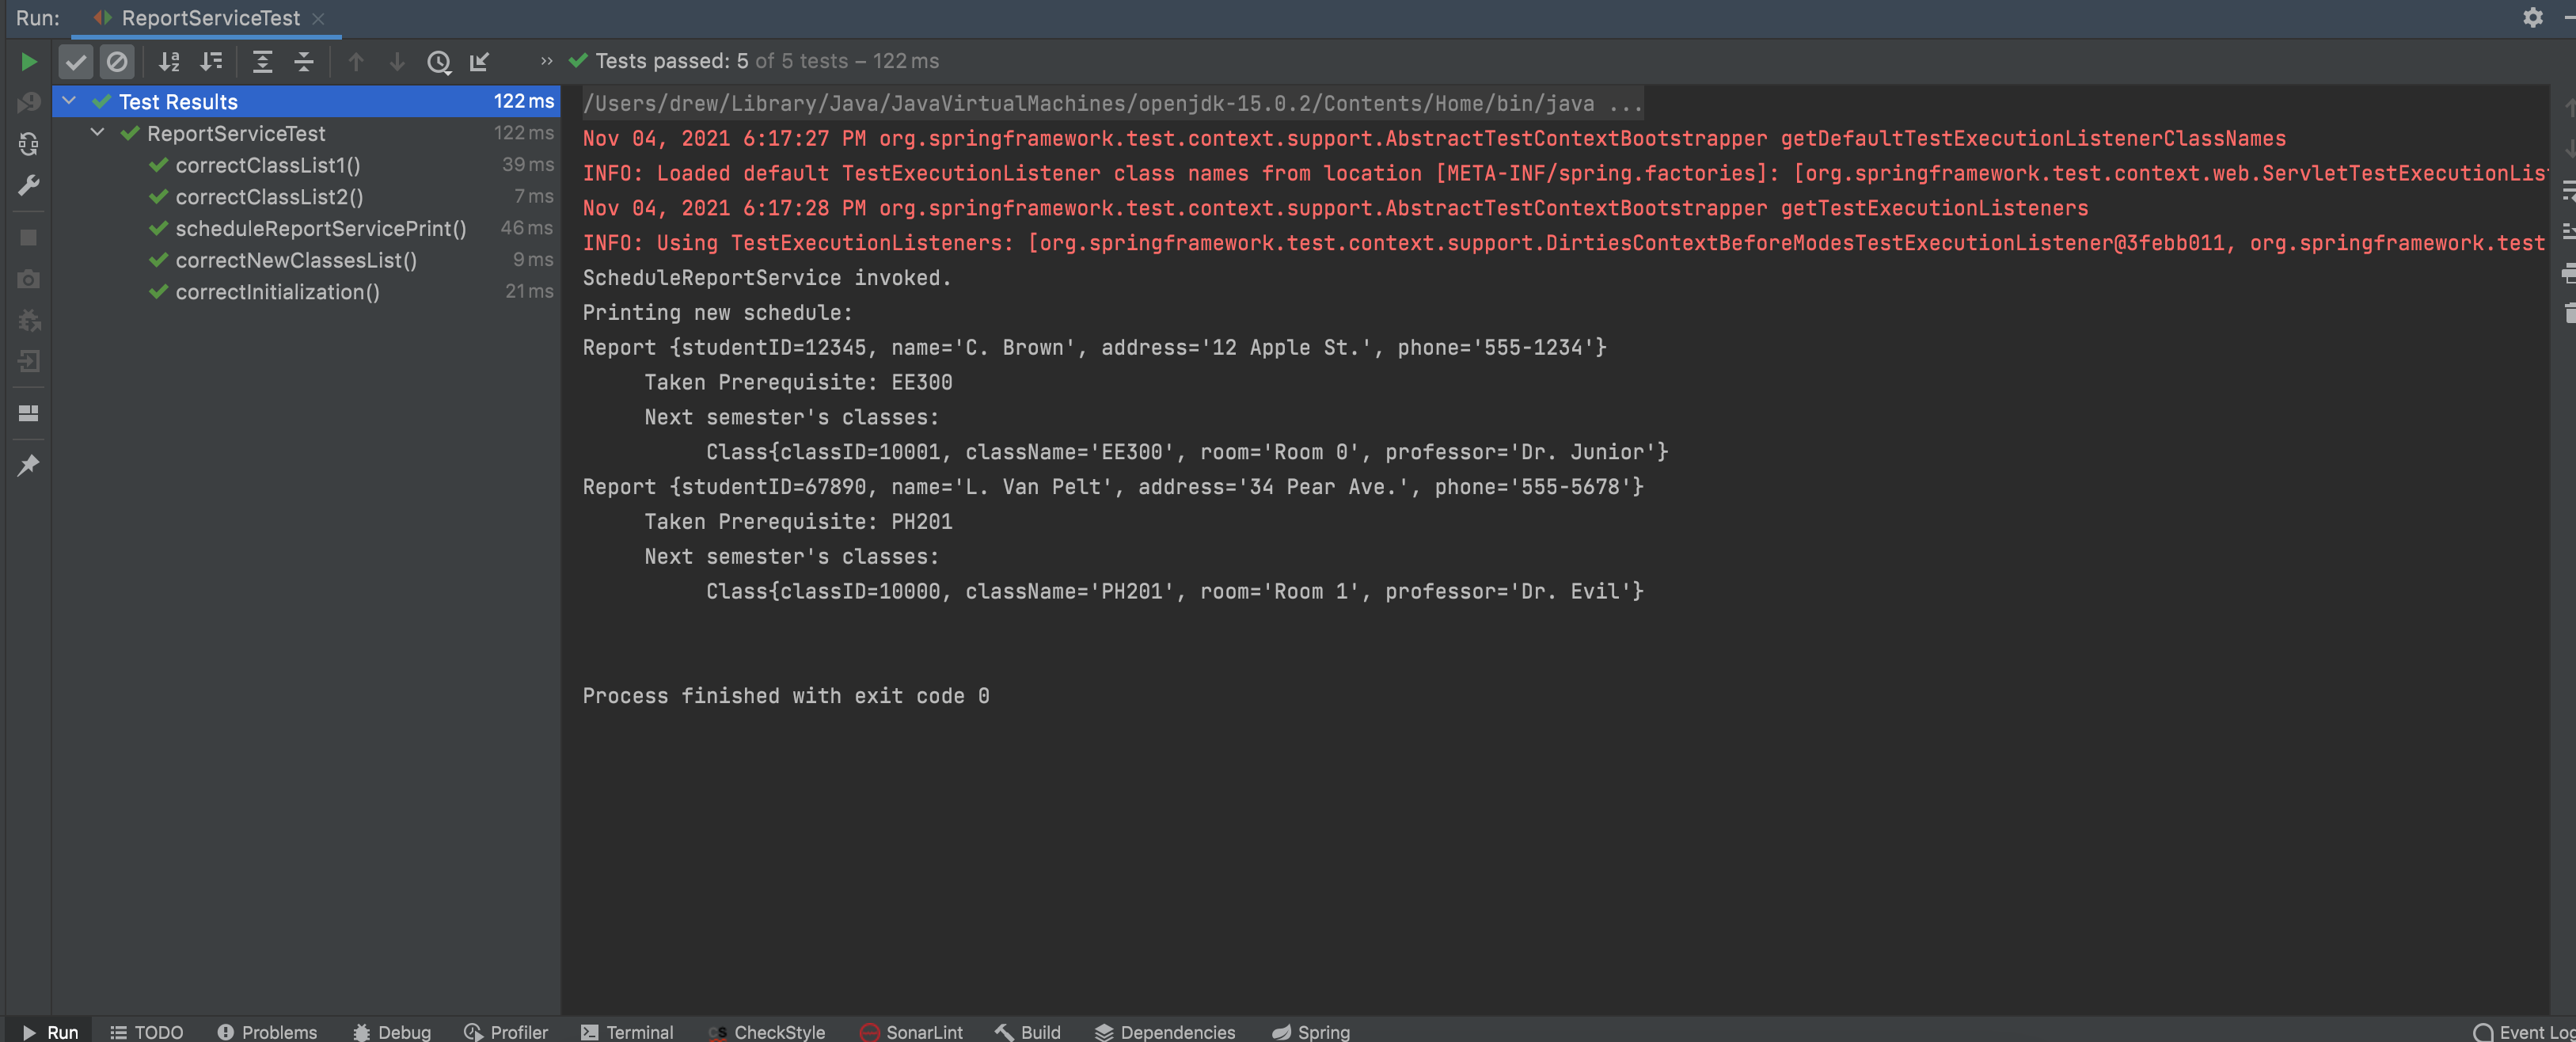 Run: ReportServiceTest
Tests passed: 5 of 5 tests – 122 ms
Test Results 122 ms
ReportServiceTest 122 ms
correctClassList1() 39 ms
correctClassList2() 7 ms
scheduleReportServicePrint() 46 ms
correctNewClassesList() 9 ms
correctInitialization() 21 ms
/Users/drew/Library/Java/JavaVirtualMachines/openjdk-15.0.2/Contents/Home/bin/java ...
Nov 04, 2021 6:17:27 PM org.springframework.test.context.support.AbstractTestContextBootstrapper getDefaultTestExecutionListenerClassNames
INFO: Loaded default TestExecutionListener class names from location [META-INF/spring.factories]: [org.springframework.test.context.web.ServletTestExecutionLis
Nov 04, 2021 6:17:28 PM org.springframework.test.context.support.AbstractTestContextBootstrapper getTestExecutionListeners
INFO: Using TestExecutionListeners: [org.springframework.test.context.support.DirtiesContextBeforeModesTestExecutionListener@3febb011, org.springframework.test
ScheduleReportService invoked.
Printing new schedule:
Report {studentID=12345, name='C. Brown', address='12 Apple St.', phone='555-1234'}
Taken Prerequisite: EE300
Next semester's classes:
Class{classID=10001, className='EE300', room='Room 0', professor='Dr. Junior'}
Report {studentID=67890, name='L. Van Pelt', address='34 Pear Ave.', phone='555-5678'}
Taken Prerequisite: PH201
Next semester's classes:
Class{classID=10000, className='PH201', room='Room 1', professor='Dr. Evil'}
Process finished with exit code 0
Run TODO Problems Debug Profiler Terminal CheckStyle SonarLint Build Dependencies Spring Event Log